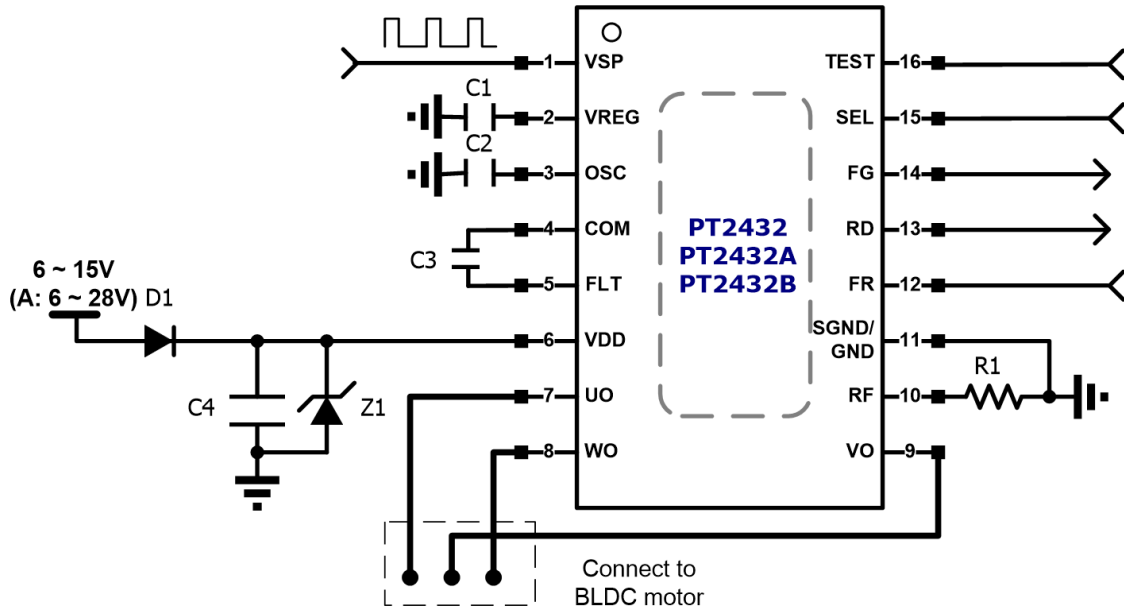 1 VSP
TEST 16
C1
2 VREG
SEL 15
C2
3 OSC
FG 14
4 COM
RD 13
C3
5 FLT
FR 12
PT2432
PT2432A
PT2432B
6 ~ 15V
(A: 6 ~ 28V) D1
6 VDD
SGND/
GND
11
C4
Z1
7 UO
RF 10
R1
8 WO
VO 9
Connect to
BLDC motor